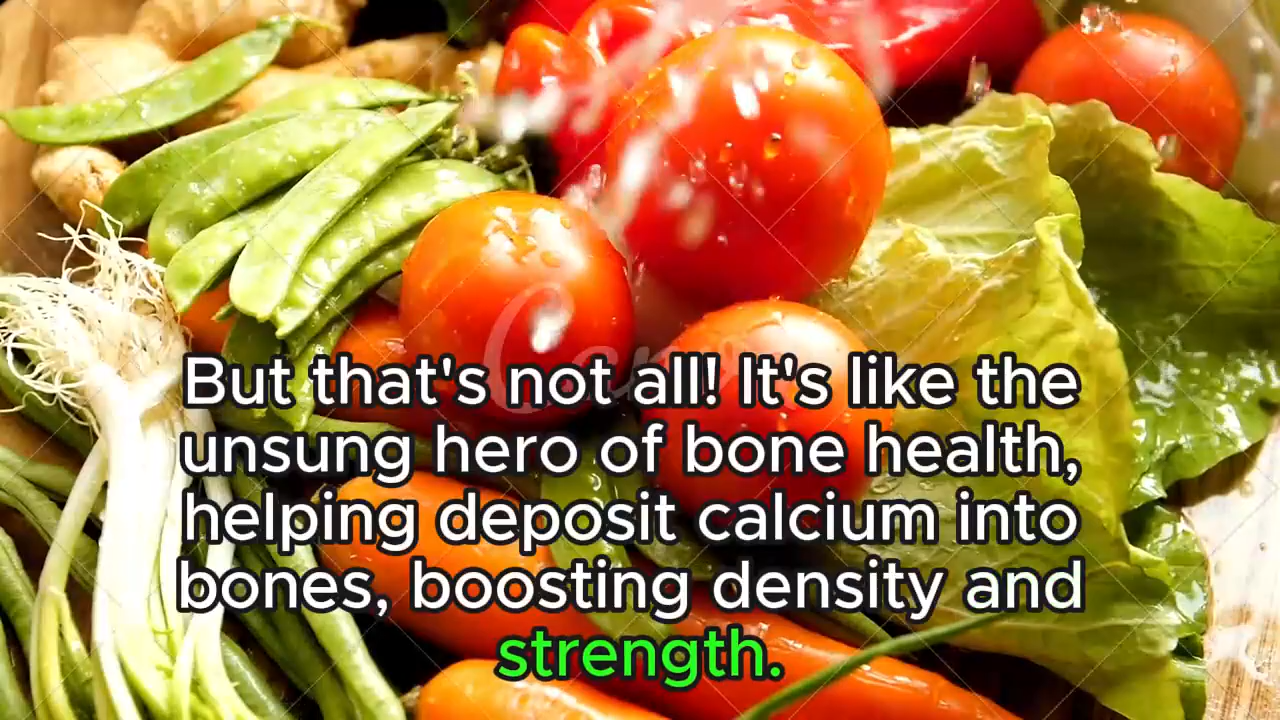 But that's not all! It's like the
unsung hero of bone health,
helping deposit calcium into
bones, boosting density and
strength.